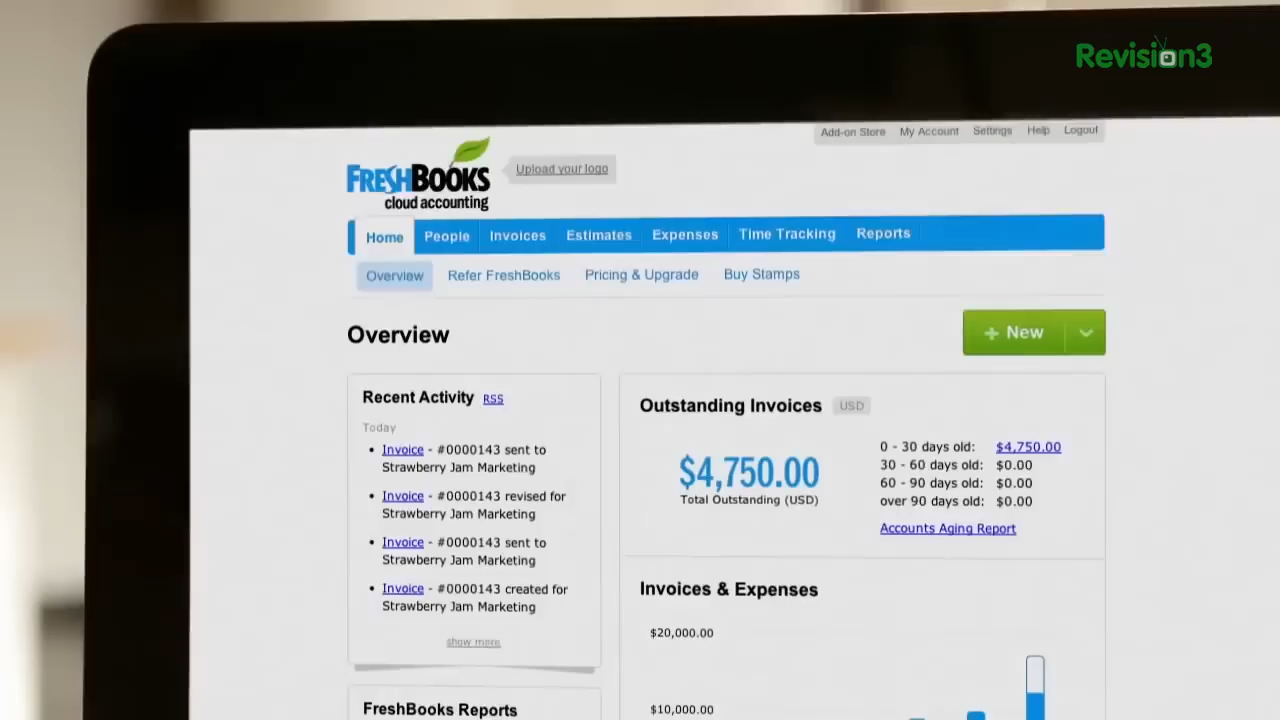 Revision3
Add-on Store My Account Settings Help Logout
FRESHBOOKS
cloud accounting
Upload your logo
Home People Invoices Estimates Expenses Time Tracking Reports
Overview Refer FreshBooks Pricing & Upgrade Buy Stamps
Overview
+ New
Recent Activity RSS
Today
• Invoice - #0000143 sent to
Strawberry Jam Marketing
• Invoice - #0000143 revised for
Strawberry Jam Marketing
• Invoice - #0000143 sent to
Strawberry Jam Marketing
• Invoice - #0000143 created for
Strawberry Jam Marketing
show more
FreshBooks Reports
Outstanding Invoices USD
$4,750.00
Total Outstanding (USD)
0 - 30 days old: $4,750.00
30 - 60 days old: $0.00
60 - 90 days old: $0.00
over 90 days old: $0.00
Accounts Aging Report
Invoices & Expenses
$20,000.00
$10,000.00